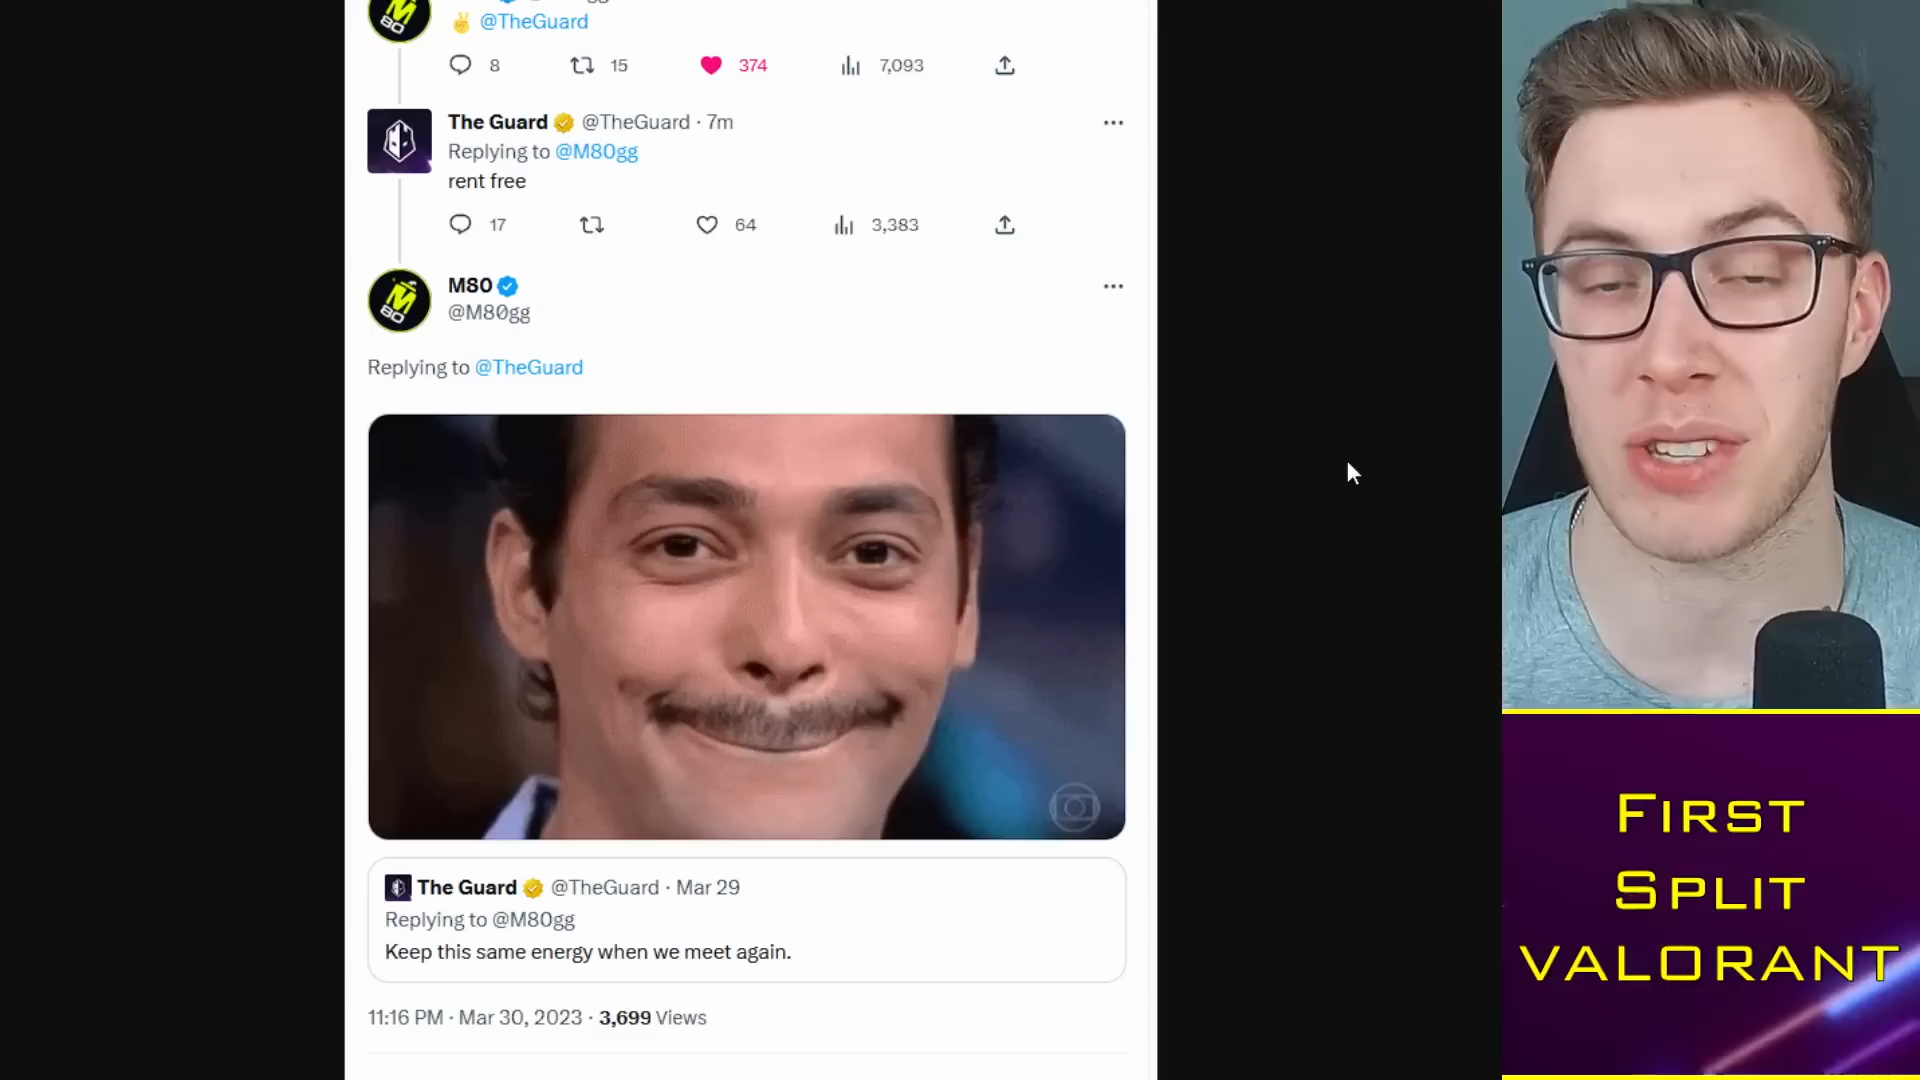 ✌ @TheGuard
8 15 374 7,093
The Guard @TheGuard · 7m
Replying to @M80gg
rent free
17 64 3,383
M80
@M80gg
Replying to @TheGuard
The Guard @TheGuard · Mar 29
Replying to @M80gg
Keep this same energy when we meet again.
11:16 PM · Mar 30, 2023 · 3,699 Views
M
80
M
80
FIRST
SPLIT
VALORANT